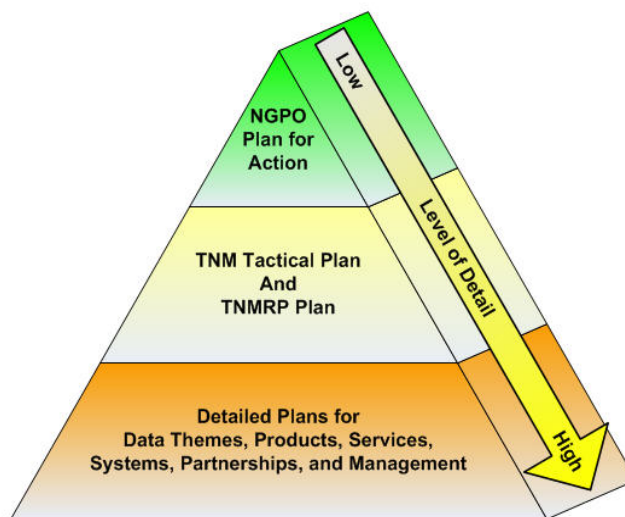 NGPO
Plan for
Action
TNM Tactical Plan
And
TNMRP Plan
Detailed Plans for
Data Themes, Products, Services,
Systems, Partnerships, and Management
Low
Level of Detail
High